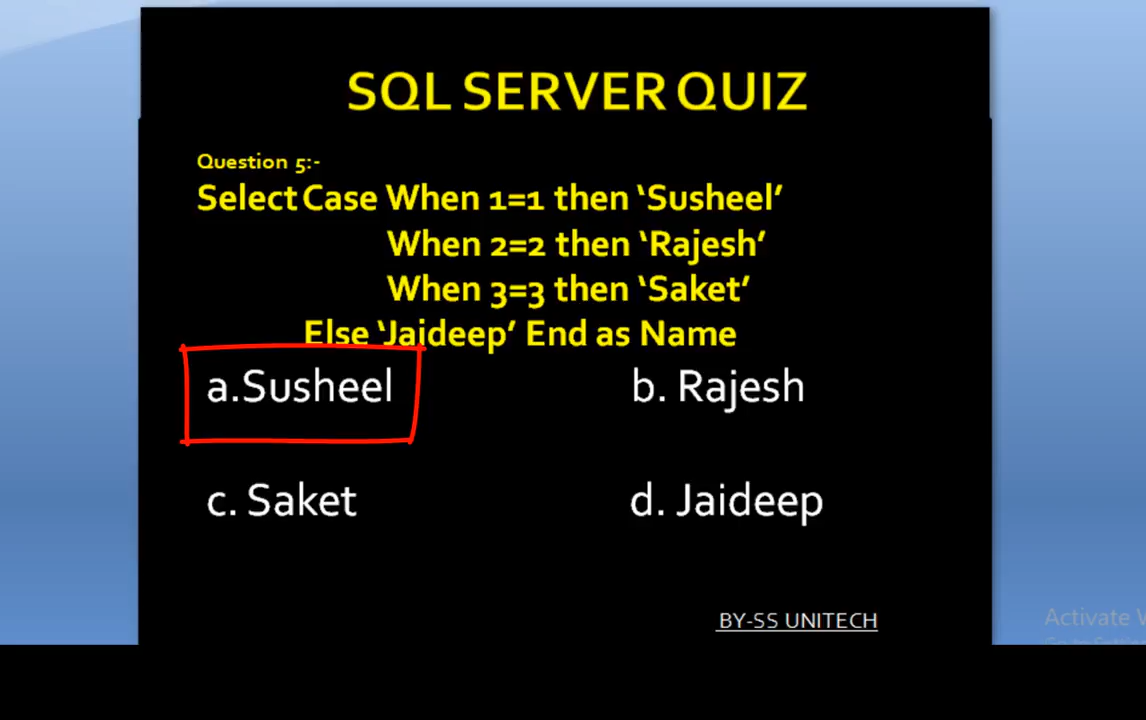 SQL SERVER QUIZ
Question 5:-
Select Case When 1=1 then ‘Susheel’
When 2=2 then ‘Rajesh’
When 3=3 then ‘Saket’
Else ‘Jaideep’ End as Name
a.Susheel b. Rajesh
c. Saket d. Jaideep
BY-SS UNITECH
Activate